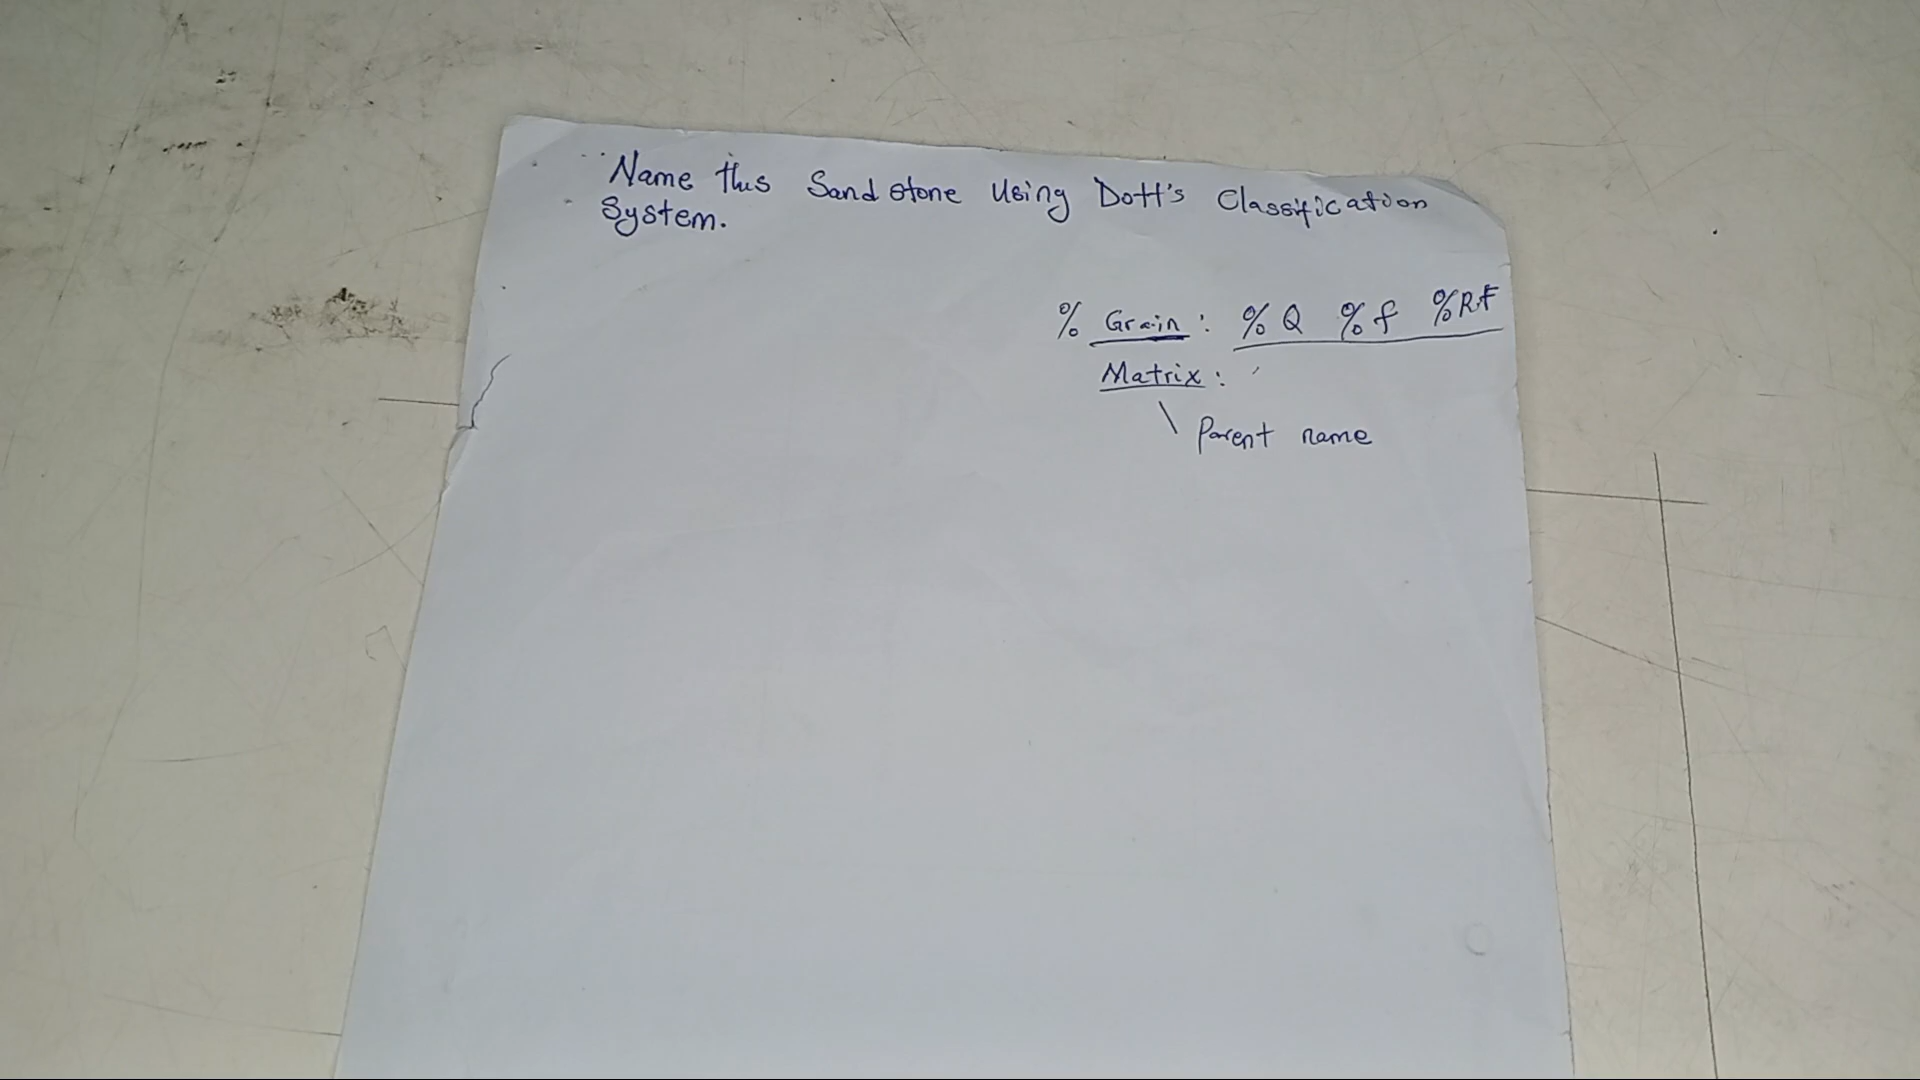 Name this Sandstone Using Dott's Classification
System.
% Grain : % Q % f % RF
Matrix :
Parent name